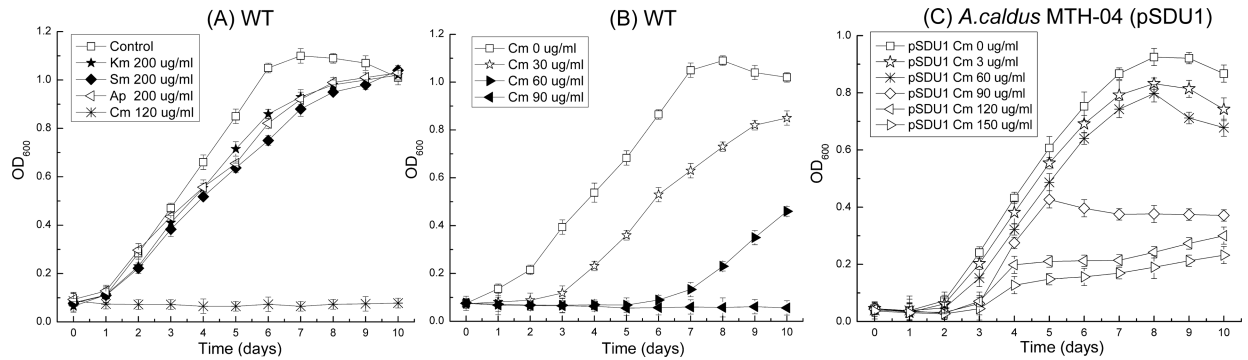 (A) WT
Control
Km 200 ug/ml
Sm 200 ug/ml
Ap 200 ug/ml
Cm 120 ug/ml
OD600
1.2
1.0
0.8
0.6
0.4
0.2
0.0
0 1 2 3 4 5 6 7 8 9 10
Time (days)
(B) WT
Cm 0 ug/ml
Cm 30 ug/ml
Cm 60 ug/ml
Cm 90 ug/ml
OD600
1.2
1.0
0.8
0.6
0.4
0.2
0.0
0 1 2 3 4 5 6 7 8 9 10
Time (days)
(C) A.caldus MTH-04 (pSDU1)
pSDU1 Cm 0 ug/ml
pSDU1 Cm 3 ug/ml
pSDU1 Cm 60 ug/ml
pSDU1 Cm 90 ug/ml
pSDU1 Cm 120 ug/ml
pSDU1 Cm 150 ug/ml
OD600
1.0
0.8
0.6
0.4
0.2
0.0
0 1 2 3 4 5 6 7 8 9 10
Time (days)